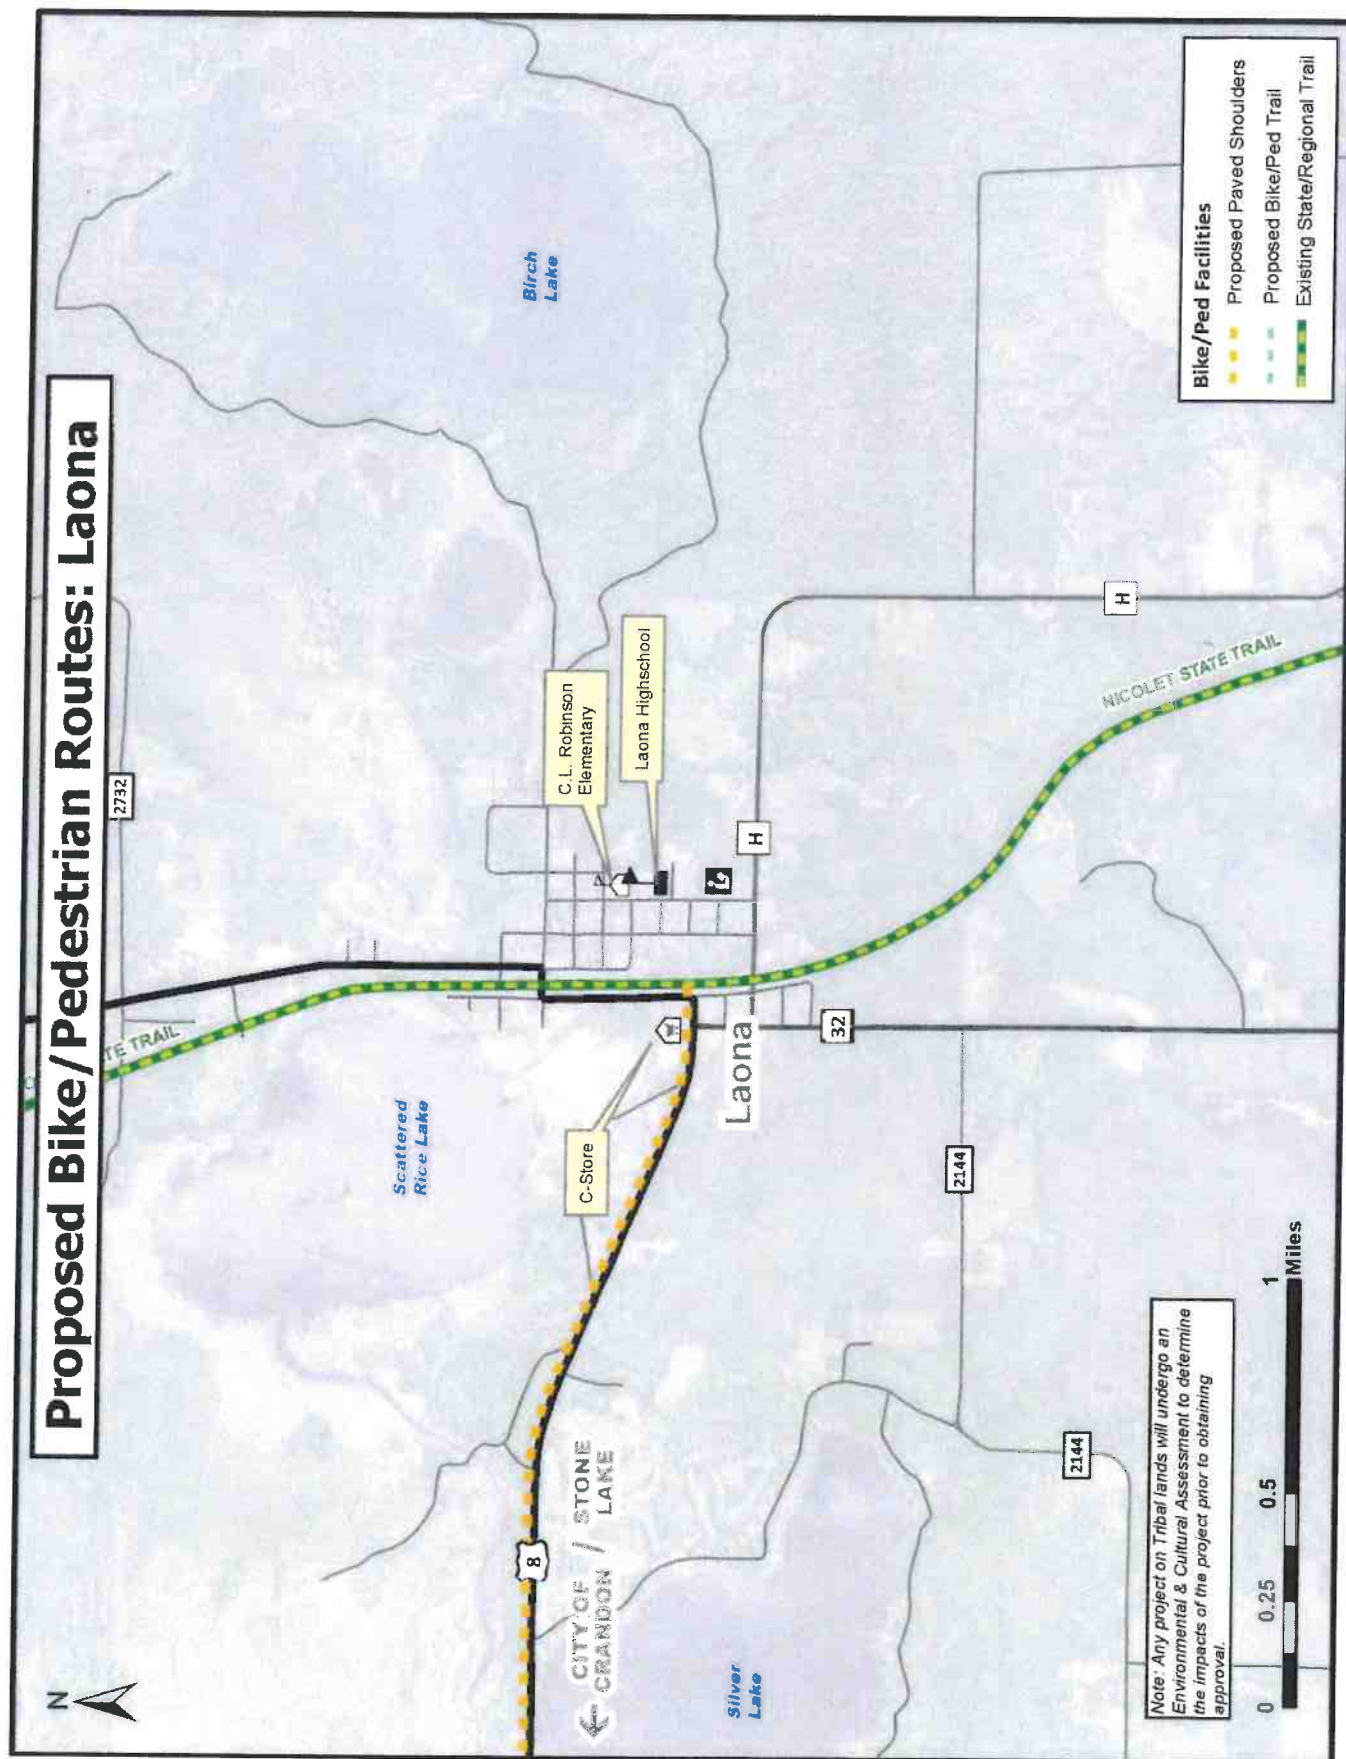 Proposed Bike/Pedestrian Routes: Laona
N
2732
TE TRAIL
Scattered
Rice Lake
Birch
Lake
C.L. Robinson
Elementary
Laona Highschool
C-Store
8
CITY OF / STONE
CRANDON / LAKE
Laona
32
H
H
NICOLET STATE TRAIL
Silver
Lake
2144
2144
Note: Any project on Tribal lands will undergo an
Environmental & Cultural Assessment to determine
the impacts of the project prior to obtaining
approval.
0 0.25 0.5 1
Miles
Bike/Ped Facilities
Proposed Paved Shoulders
Proposed Bike/Ped Trail
Existing State/Regional Trail